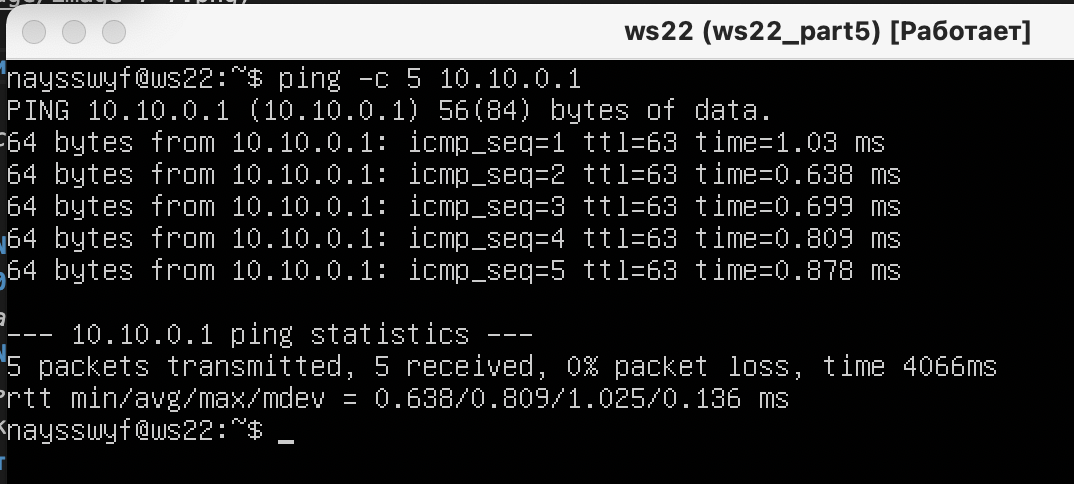 ws22 (ws22_part5) [Работает]
naysswyf@ws22:~$ ping -c 5 10.10.0.1
PING 10.10.0.1 (10.10.0.1) 56(84) bytes of data.
64 bytes from 10.10.0.1: icmp_seq=1 ttl=63 time=1.03 ms
64 bytes from 10.10.0.1: icmp_seq=2 ttl=63 time=0.638 ms
64 bytes from 10.10.0.1: icmp_seq=3 ttl=63 time=0.699 ms
64 bytes from 10.10.0.1: icmp_seq=4 ttl=63 time=0.809 ms
64 bytes from 10.10.0.1: icmp_seq=5 ttl=63 time=0.878 ms
--- 10.10.0.1 ping statistics ---
5 packets transmitted, 5 received, 0% packet loss, time 4066ms
rtt min/avg/max/mdev = 0.638/0.809/1.025/0.136 ms
naysswyf@ws22:~$ _